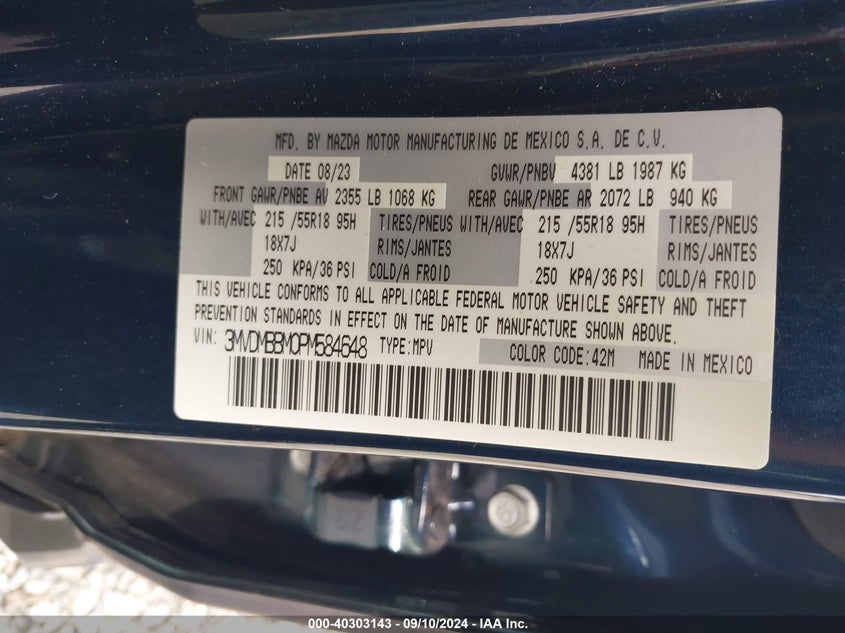 MFD. BY MAZDA MOTOR MANUFACTURING DE MEXICO S.A. DE C.V.
DATE 08/23 GVWR/PNBV 4381 LB 1987 KG
FRONT GAWR/PNBE AV 2355 LB 1068 KG REAR GAWR/PNBE AR 2072 LB 940 KG
WITH/AVEC 215 /55R18 95H TIRES/PNEUS WITH/AVEC 215 /55R18 95H TIRES/PNEUS
18X7J RIMS/JANTES 18X7J RIMS/JANTES
250 KPA/36 PSI COLD/A FROID 250 KPA/36 PSI COLD/A FROID
THIS VEHICLE CONFORMS TO ALL APPLICABLE FEDERAL MOTOR VEHICLE SAFETY AND THEFT
PREVENTION STANDARDS IN EFFECT ON THE DATE OF MANUFACTURE SHOWN ABOVE.
VIN: 3MVDMBBM0PM584648 TYPE:MPV COLOR CODE:42M MADE IN MEXICO
ZR
www.iaai.com ©00-40303143 - 09/10/2024 - IAA Inc.